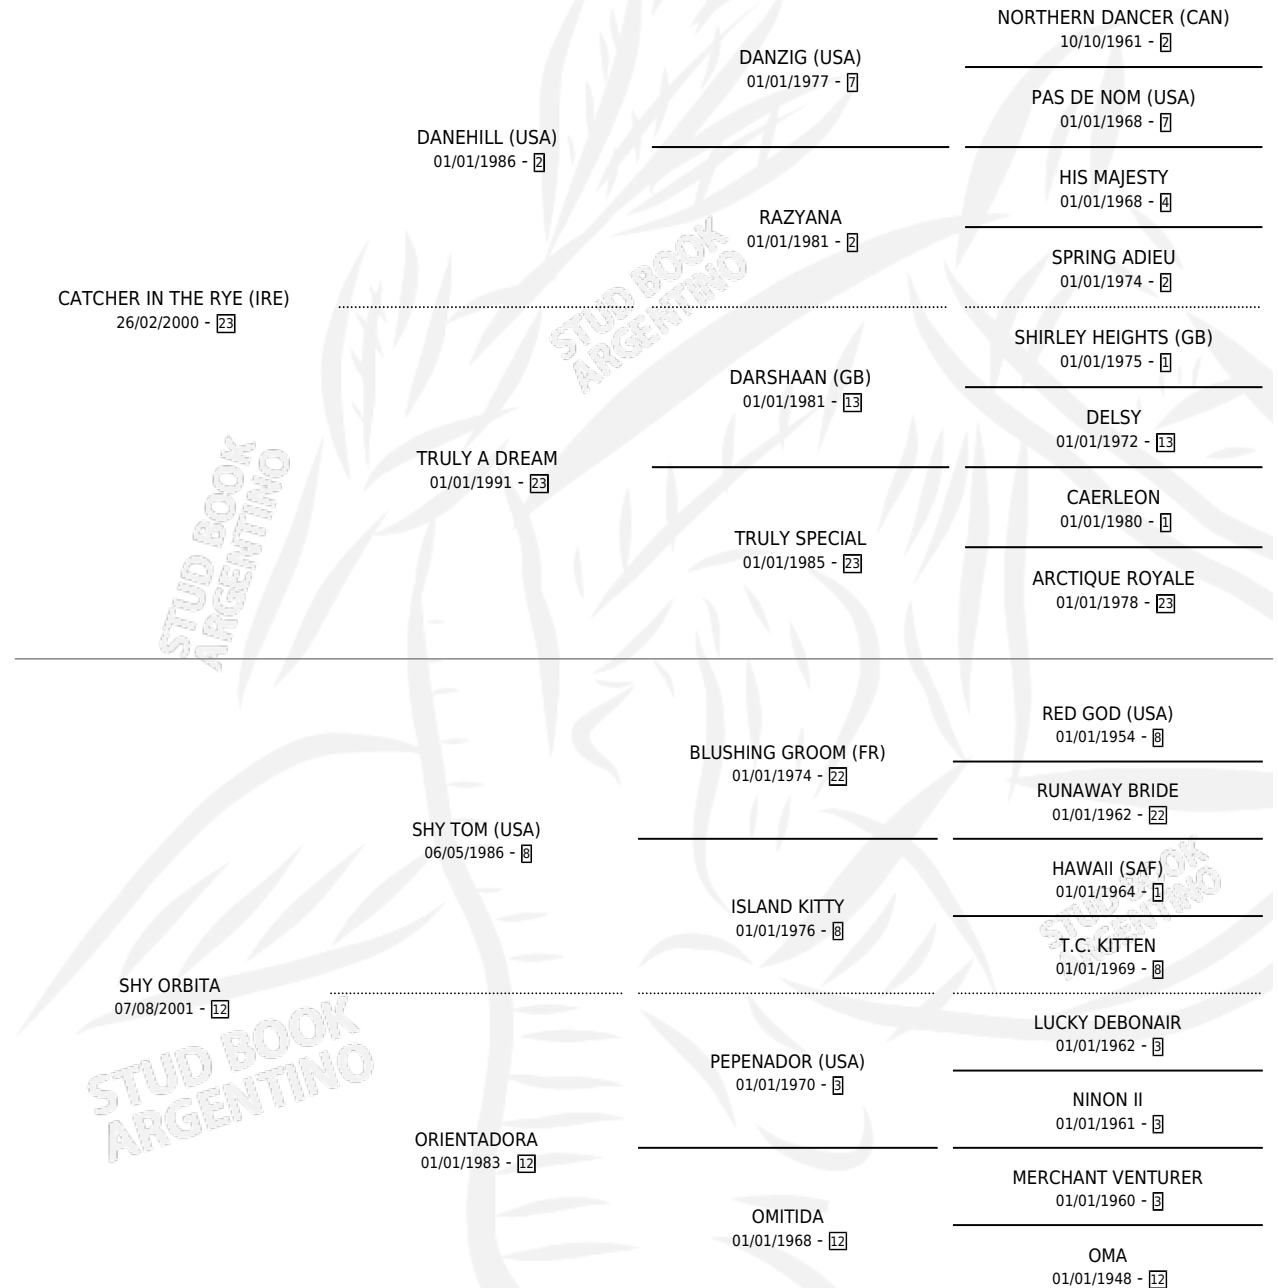 NORTHERN DANCER (CAN)
10/10/1961 - 2
DANZIG (USA)
01/01/1977 - 7
PAS DE NOM (USA)
01/01/1968 - 7
DANEHILL (USA)
01/01/1986 - 2
HIS MAJESTY
01/01/1968 - 4
RAZYANA
01/01/1981 - 2
SPRING ADIEU
01/01/1974 - 2
CATCHER IN THE RYE (IRE)
26/02/2000 - 23
SHIRLEY HEIGHTS (GB)
01/01/1975 - 1
DARSHAAN (GB)
01/01/1981 - 13
DELSY
01/01/1972 - 13
TRULY A DREAM
01/01/1991 - 23
CAERLEON
01/01/1980 - 1
TRULY SPECIAL
01/01/1985 - 23
ARCTIQUE ROYALE
01/01/1978 - 23
RED GOD (USA)
01/01/1954 - 8
BLUSHING GROOM (FR)
01/01/1974 - 22
RUNAWAY BRIDE
01/01/1962 - 22
SHY TOM (USA)
06/05/1986 - 8
HAWAII (SAF)
01/01/1964 - 1
ISLAND KITTY
01/01/1976 - 8
T.C. KITTEN
01/01/1969 - 8
SHY ORBITA
07/08/2001 - 12
LUCKY DEBONAIR
01/01/1962 - 3
PEPENADOR (USA)
01/01/1970 - 3
NINON II
01/01/1961 - 3
ORIENTADORA
01/01/1983 - 12
MERCHANT VENTURER
01/01/1960 - 3
OMITIDA
01/01/1968 - 12
OMA
01/01/1948 - 12
STUD BOOK
ARGENTINO
STUD BOOK
ARGENTINO
STUD BOOK
ARGENTINO
STUD BOOK
ARGENTINO